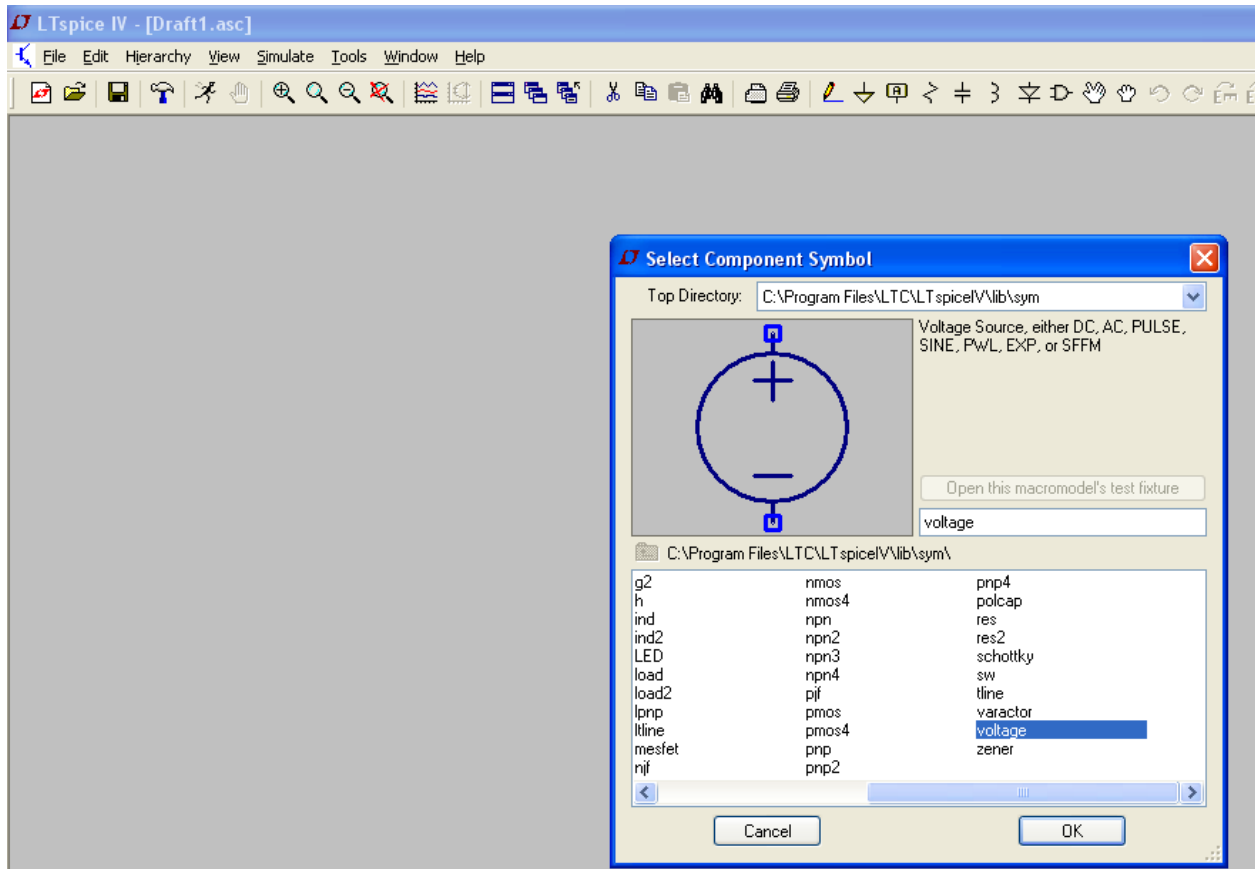 LTspice IV - [Draft1.asc]
File Edit Hierarchy View Simulate Tools Window Help
Select Component Symbol
Top Directory: C:\Program Files\LTC\LTspiceIV\lib\sym
Voltage Source, either DC, AC, PULSE,
SINE, PWL, EXP, or SFFM
Open this macromodel's test fixture
voltage
C:\Program Files\LTC\LTspiceIV\lib\sym\
g2 nmos pnp4
h nmos4 polcap
ind npn res
ind2 npn2 res2
LED npn3 schottky
load npn4 sw
load2 pjf tline
lpnp pmos varactor
ltline pmos4 voltage
mesfet pnp zener
njf pnp2
Cancel OK